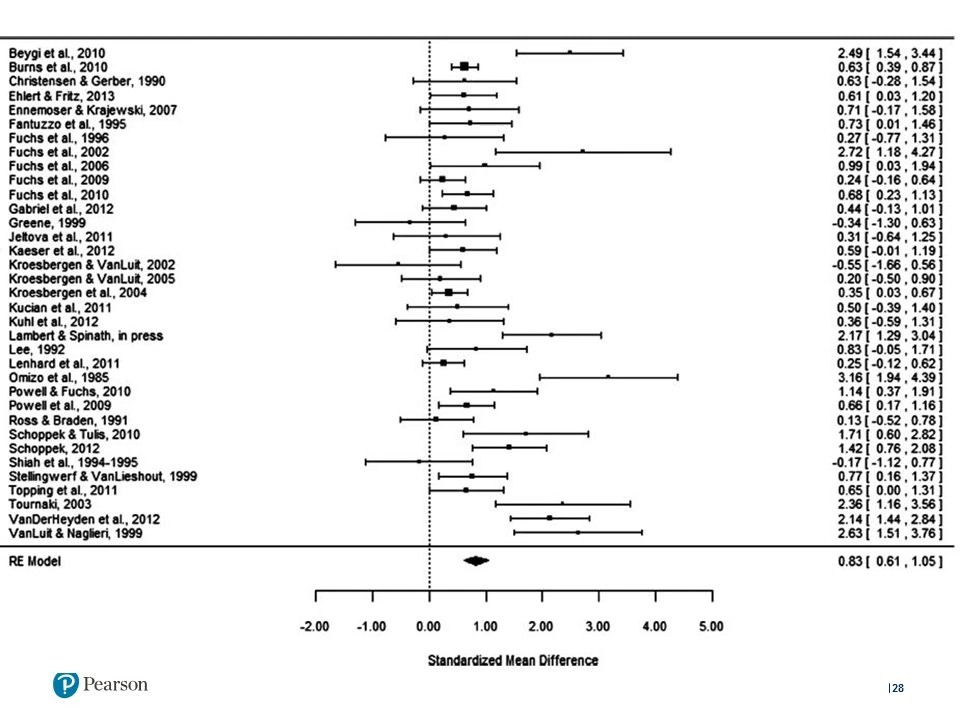 Beygi et al., 2010 2.49 [ 1.54 , 3.44 ]
Burns et al., 2010 0.63 [ 0.39 , 0.87 ]
Christensen & Gerber, 1990 0.63 [ -0.28 , 1.54 ]
Ehlert & Fritz, 2013 0.61 [ 0.03 , 1.20 ]
Ennemoser & Krajewski, 2007 0.71 [ -0.17 , 1.58 ]
Fantuzzo et al., 1995 0.73 [ 0.01 , 1.46 ]
Fuchs et al., 1996 0.27 [ -0.77 , 1.31 ]
Fuchs et al., 2002 2.72 [ 1.18 , 4.27 ]
Fuchs et al., 2006 0.99 [ 0.03 , 1.94 ]
Fuchs et al., 2009 0.24 [ -0.16 , 0.64 ]
Fuchs et al., 2010 0.68 [ 0.23 , 1.13 ]
Gabriel et al., 2012 0.44 [ -0.13 , 1.01 ]
Greene, 1999 -0.34 [ -1.30 , 0.63 ]
Jeltova et al., 2011 0.31 [ -0.64 , 1.25 ]
Kaeser et al., 2012 0.59 [ -0.01 , 1.19 ]
Kroesbergen & VanLuit, 2002 -0.55 [ -1.66 , 0.56 ]
Kroesbergen & VanLuit, 2005 0.20 [ -0.50 , 0.90 ]
Kroesbergen et al., 2004 0.35 [ 0.03 , 0.67 ]
Kucian et al., 2011 0.50 [ -0.39 , 1.40 ]
Kuhl et al., 2012 0.36 [ -0.59 , 1.31 ]
Lambert & Spinath, in press 2.17 [ 1.29 , 3.04 ]
Lee, 1992 0.83 [ -0.05 , 1.71 ]
Lenhard et al., 2011 0.25 [ -0.12 , 0.62 ]
Omizo et al., 1985 3.16 [ 1.94 , 4.39 ]
Powell & Fuchs, 2010 1.14 [ 0.37 , 1.91 ]
Powell et al., 2009 0.66 [ 0.17 , 1.16 ]
Ross & Braden, 1991 0.13 [ -0.52 , 0.78 ]
Schoppek & Tulis, 2010 1.71 [ 0.60 , 2.82 ]
Schoppek, 2012 1.42 [ 0.76 , 2.08 ]
Shiah et al., 1994-1995 -0.17 [ -1.12 , 0.77 ]
Stellingwerf & VanLieshout, 1999 0.77 [ 0.16 , 1.37 ]
Topping et al., 2011 0.65 [ 0.00 , 1.31 ]
Tournaki, 2003 2.36 [ 1.16 , 3.56 ]
VanDerHeyden et al., 2012 2.14 [ 1.44 , 2.84 ]
VanLuit & Naglieri, 1999 2.63 [ 1.51 , 3.76 ]
RE Model 0.83 [ 0.61 , 1.05 ]
-2.00 -1.00 0.00 1.00 2.00 3.00 4.00 5.00
Standardized Mean Difference
P Pearson
|28